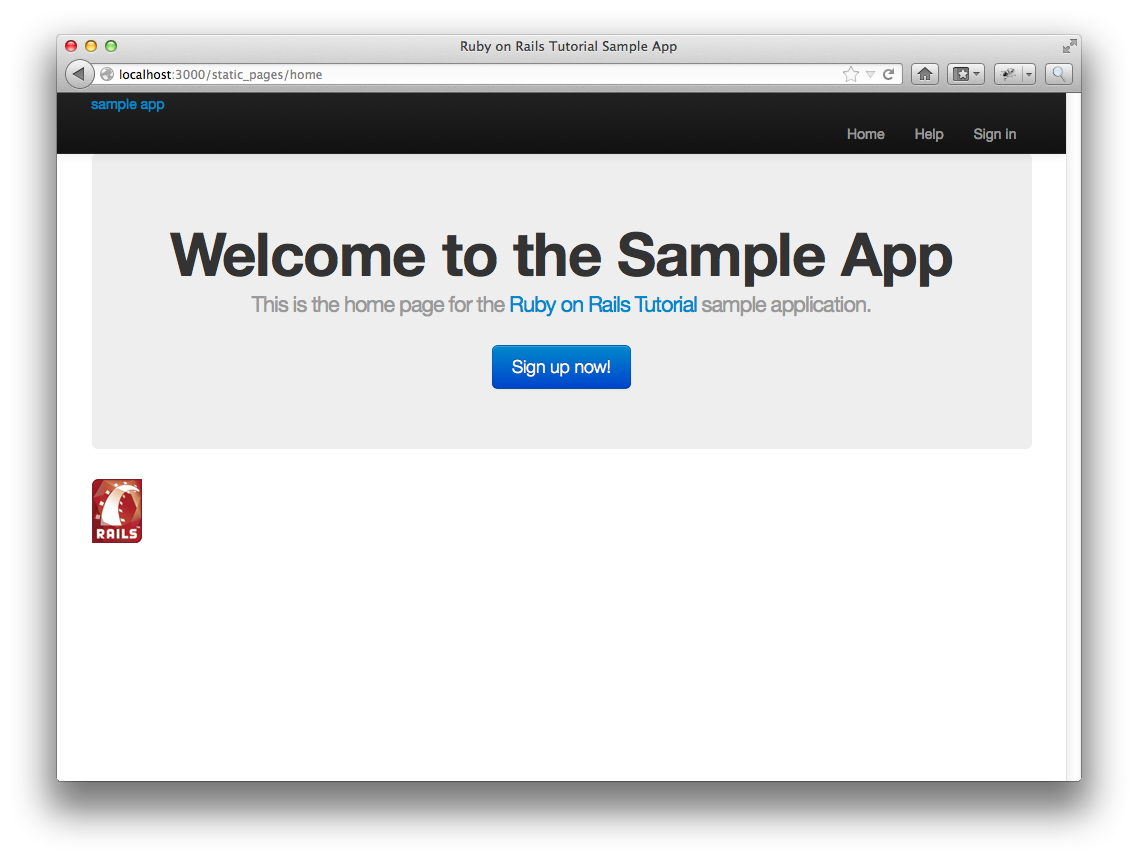 Ruby on Rails Tutorial Sample App
localhost:3000/static_pages/home
sample app
Home Help Sign in
Welcome to the Sample App
This is the home page for the Ruby on Rails Tutorial sample application.
Sign up now!
RAILS